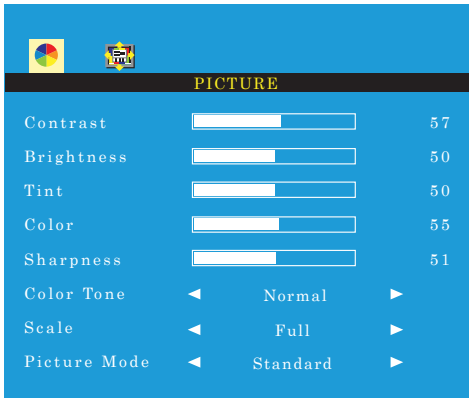 PICTURE
Contrast 57
Brightness 50
Tint 50
Color 55
Sharpness 51
Color Tone Normal
Scale Full
Picture Mode Standard